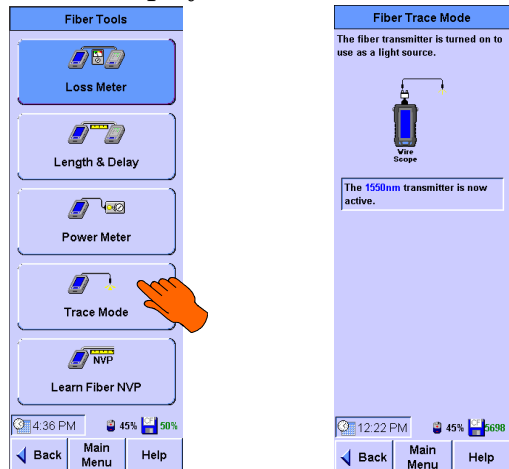 Fiber Tools
Loss Meter
Length & Delay
Power Meter
Trace Mode
NVP
Learn Fiber NVP
4:36 PM 45% CF 50%
Back Main Menu Help
Fiber Trace Mode
The fiber transmitter is turned on to
use as a light source.
Wire
Scope
The 1550nm transmitter is now
active.
12:22 PM 45% CF 5698
Back Main Menu Help